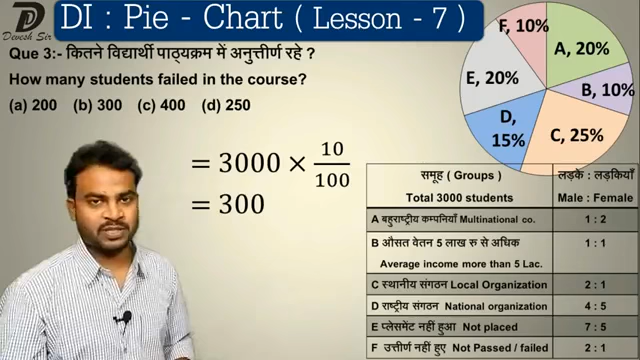 D
Devesh Sir
DI : Pie - Chart ( Lesson - 7 )
Que 3:- कितने विद्यार्थी पाठ्यक्रम में अनुत्तीर्ण रहे ?
How many students failed in the course?
(a) 200 (b) 300 (c) 400 (d) 250
= 3000 × 10/100
= 300
F, 10%
A, 20%
B, 10%
C, 25%
D,
15%
E, 20%
समूह ( Groups )
Total 3000 students
लड़के : लड़कियाँ
Male : Female
A बहुराष्ट्रीय कम्पनियाँ Multinational co. 1 : 2
B औसत वेतन 5 लाख रु से अधिक 1 : 1
Average income more than 5 Lac.
C स्थानीय संगठन Local Organization 2 : 1
D राष्ट्रीय संगठन National organization 4 : 5
E प्लेसमेंट नहीं हुआ Not placed 7 : 5
F उत्तीर्ण नहीं हुए Not Passed / failed 2 : 1